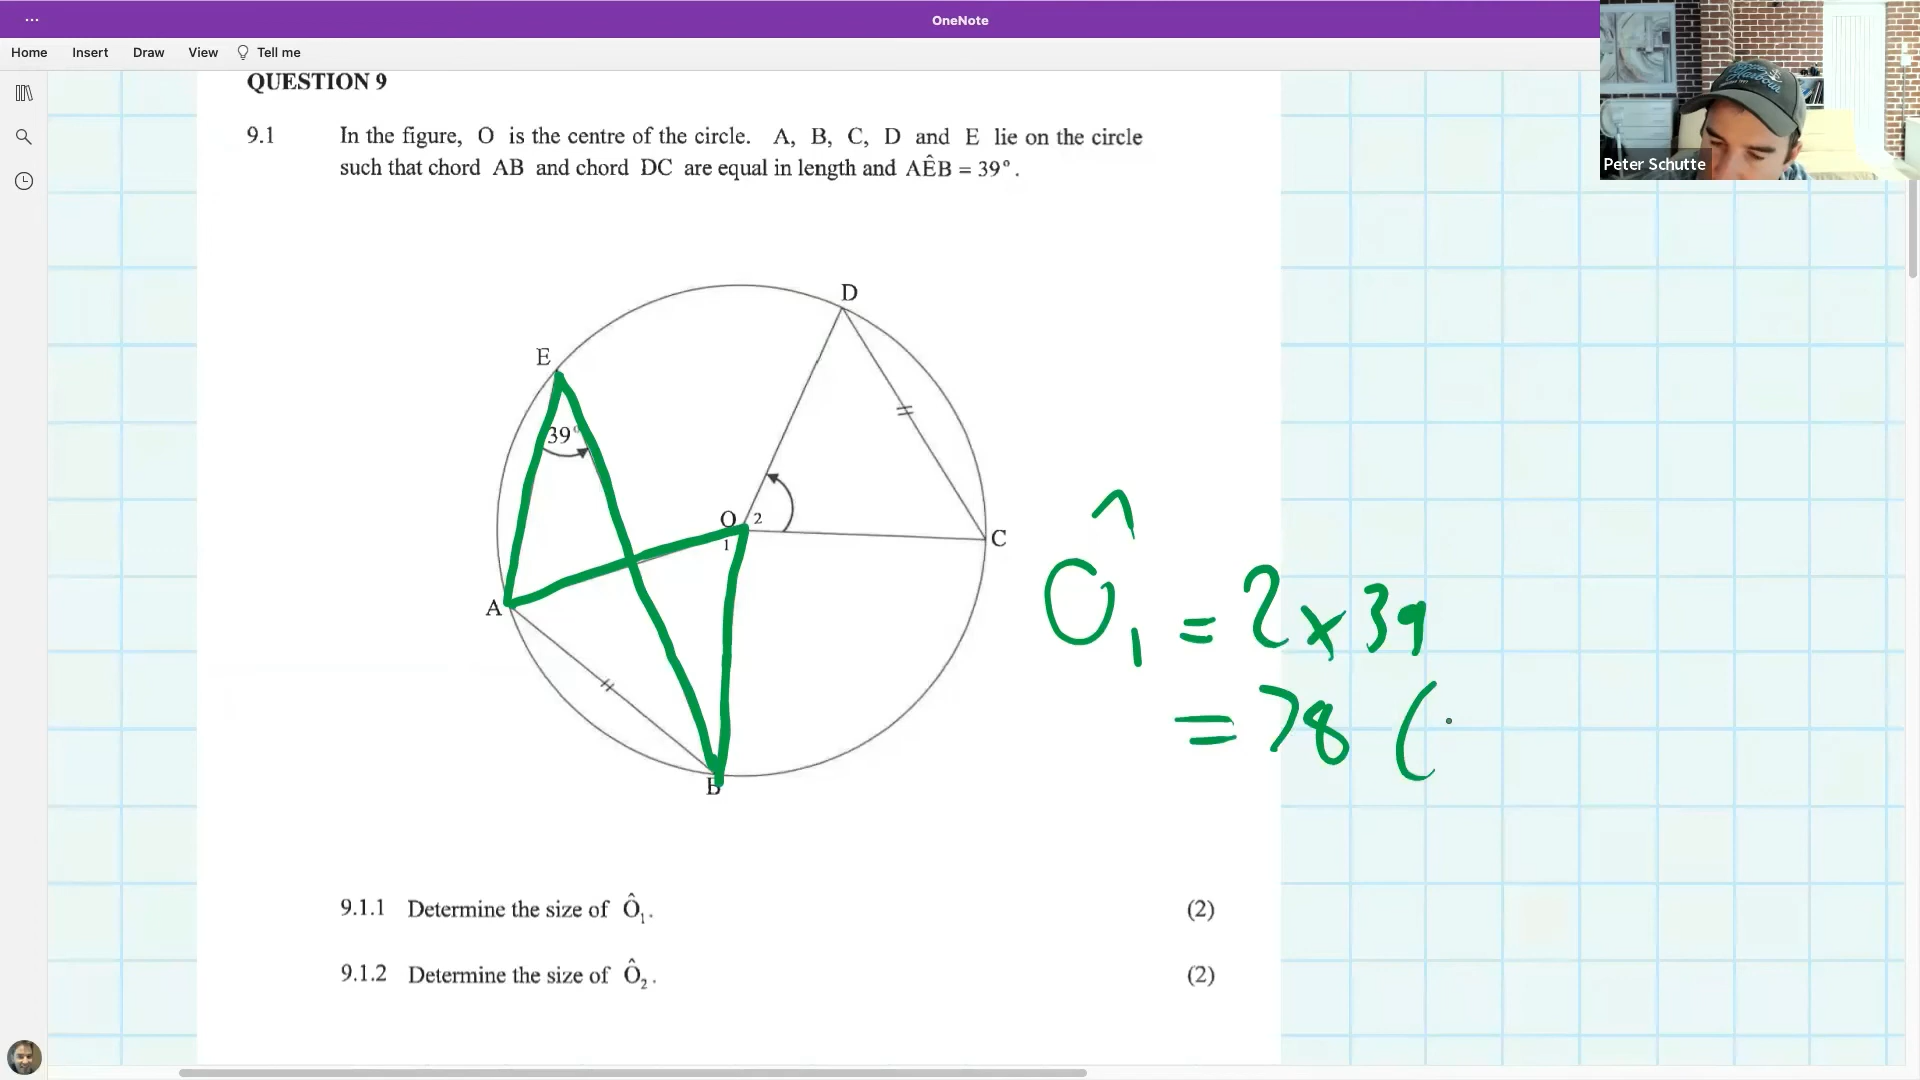 OneNote
Home Insert Draw View Tell me
Peter Schutte
QUESTION 9
9.1 In the figure, O is the centre of the circle. A, B, C, D and E lie on the circle
such that chord AB and chord DC are equal in length and AÊB = 39°.
D
E
39°
O 2
1
C
A
B
Ô₁ = 2 x 39
= 78 (
9.1.1 Determine the size of Ô₁. (2)
9.1.2 Determine the size of Ô₂. (2)